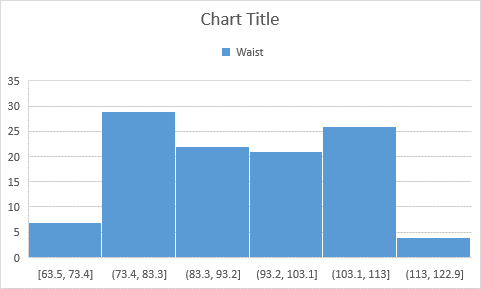 Chart Title
Waist
35
30
25
20
15
10
5
0
[63.5, 73.4] (73.4, 83.3] (83.3, 93.2] (93.2, 103.1] (103.1, 113] (113, 122.9]